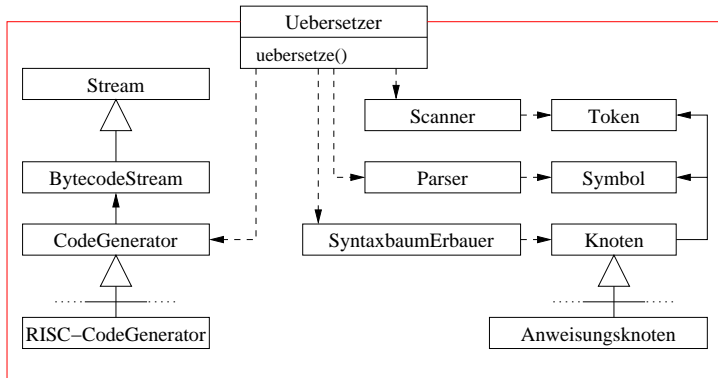 Uebersetzer
uebersetze()
Stream
Scanner
Token
BytecodeStream
Parser
Symbol
CodeGenerator
SyntaxbaumErbauer
Knoten
RISC−CodeGenerator
Anweisungsknoten